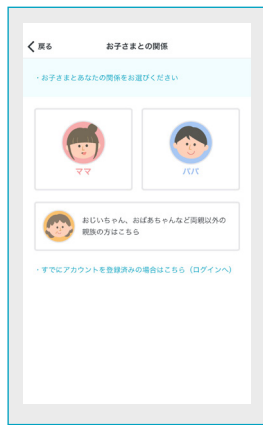 戻る お子さまとの関係
・お子さまとあなたの関係をお選びください
ママ パパ
おじいちゃん、おばあちゃんなど両親以外の
親族の方はこちら
・すでにアカウントを登録済みの場合はこちら（ログインへ）